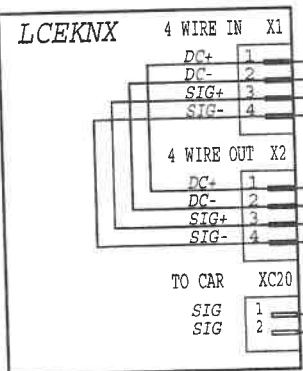 LCEKNX 4 WIRE IN X1
DC+ 1
DC- 2
SIG+ 3
SIG- 4
4 WIRE OUT X2
DC+ 1
DC- 2
SIG+ 3
SIG- 4
TO CAR XC20
SIG 1
SIG 2